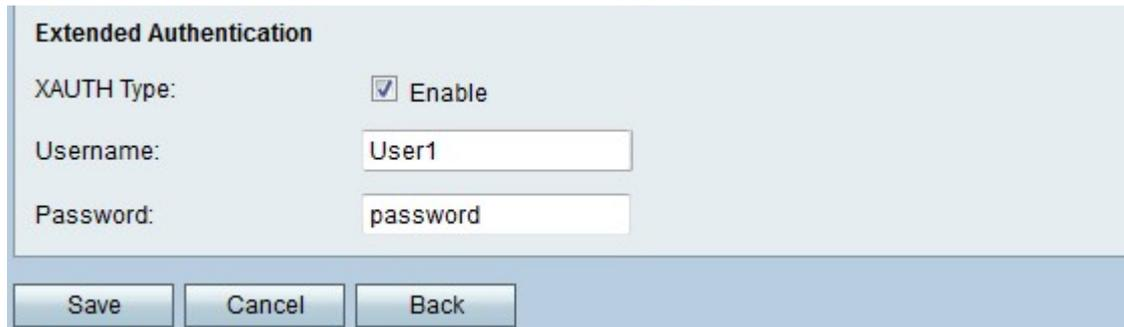 Extended Authentication
XAUTH Type: Enable
Username: User1
Password: password
Save Cancel Back